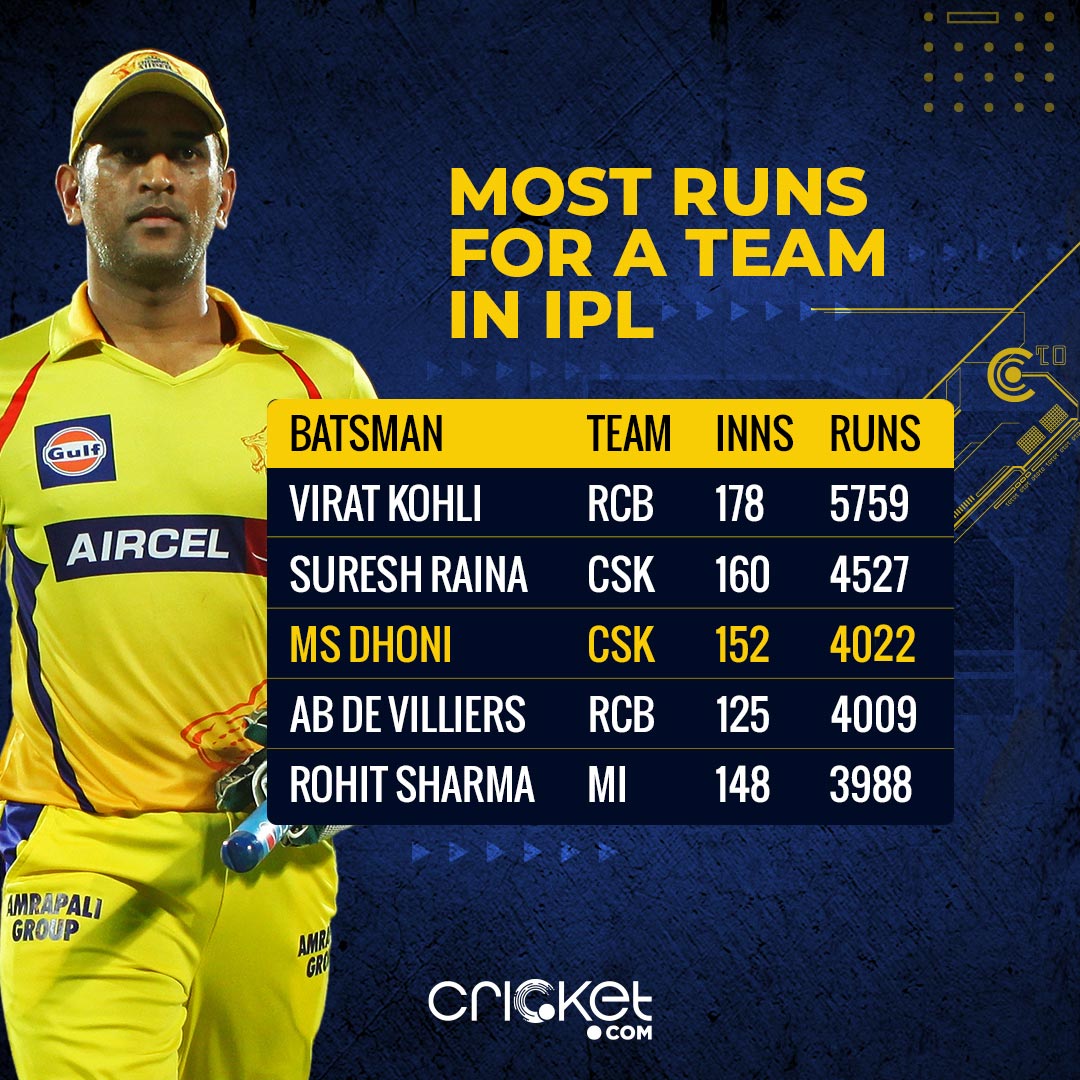 MOST RUNS
FOR A TEAM
IN IPL
TO
BATSMAN TEAM INNS RUNS
VIRAT KOHLI RCB 178 5759
SURESH RAINA CSK 160 4527
MS DHONI CSK 152 4022
AB DE VILLIERS RCB 125 4009
ROHIT SHARMA MI 148 3988
Gulf
AIRCEL
AMRAPALI
GROUP
cricket
.COM